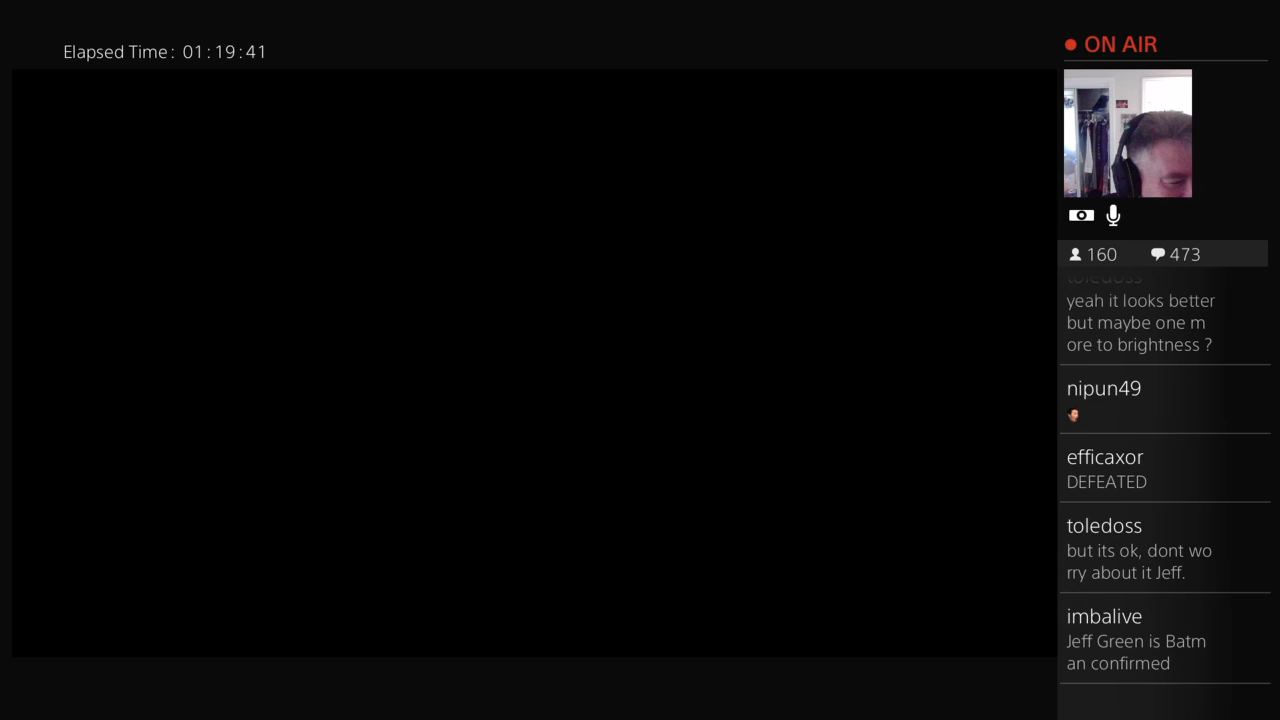 Elapsed Time: 01:19:41
ON AIR
160 473
toledoss
yeah it looks better
but maybe one m
ore to brightness ?
nipun49
efficaxor
DEFEATED
toledoss
but its ok, dont wo
rry about it Jeff.
imbalive
Jeff Green is Batm
an confirmed